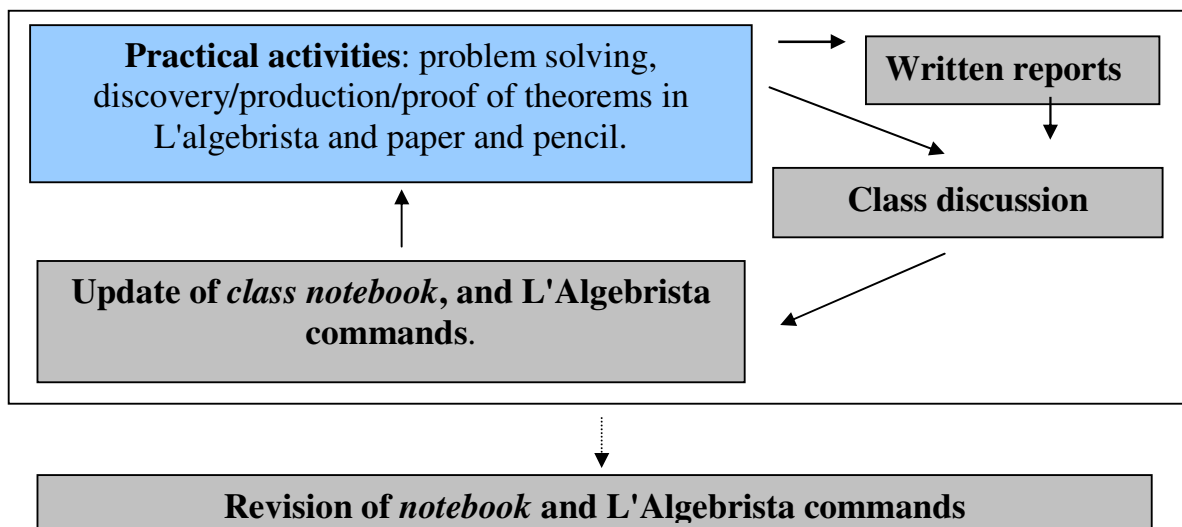 Practical activities: problem solving,
discovery/production/proof of theorems in
L'algebrista and paper and pencil.
Written reports
Class discussion
Update of class notebook, and L'Algebrista
commands.
Revision of notebook and L'Algebrista commands